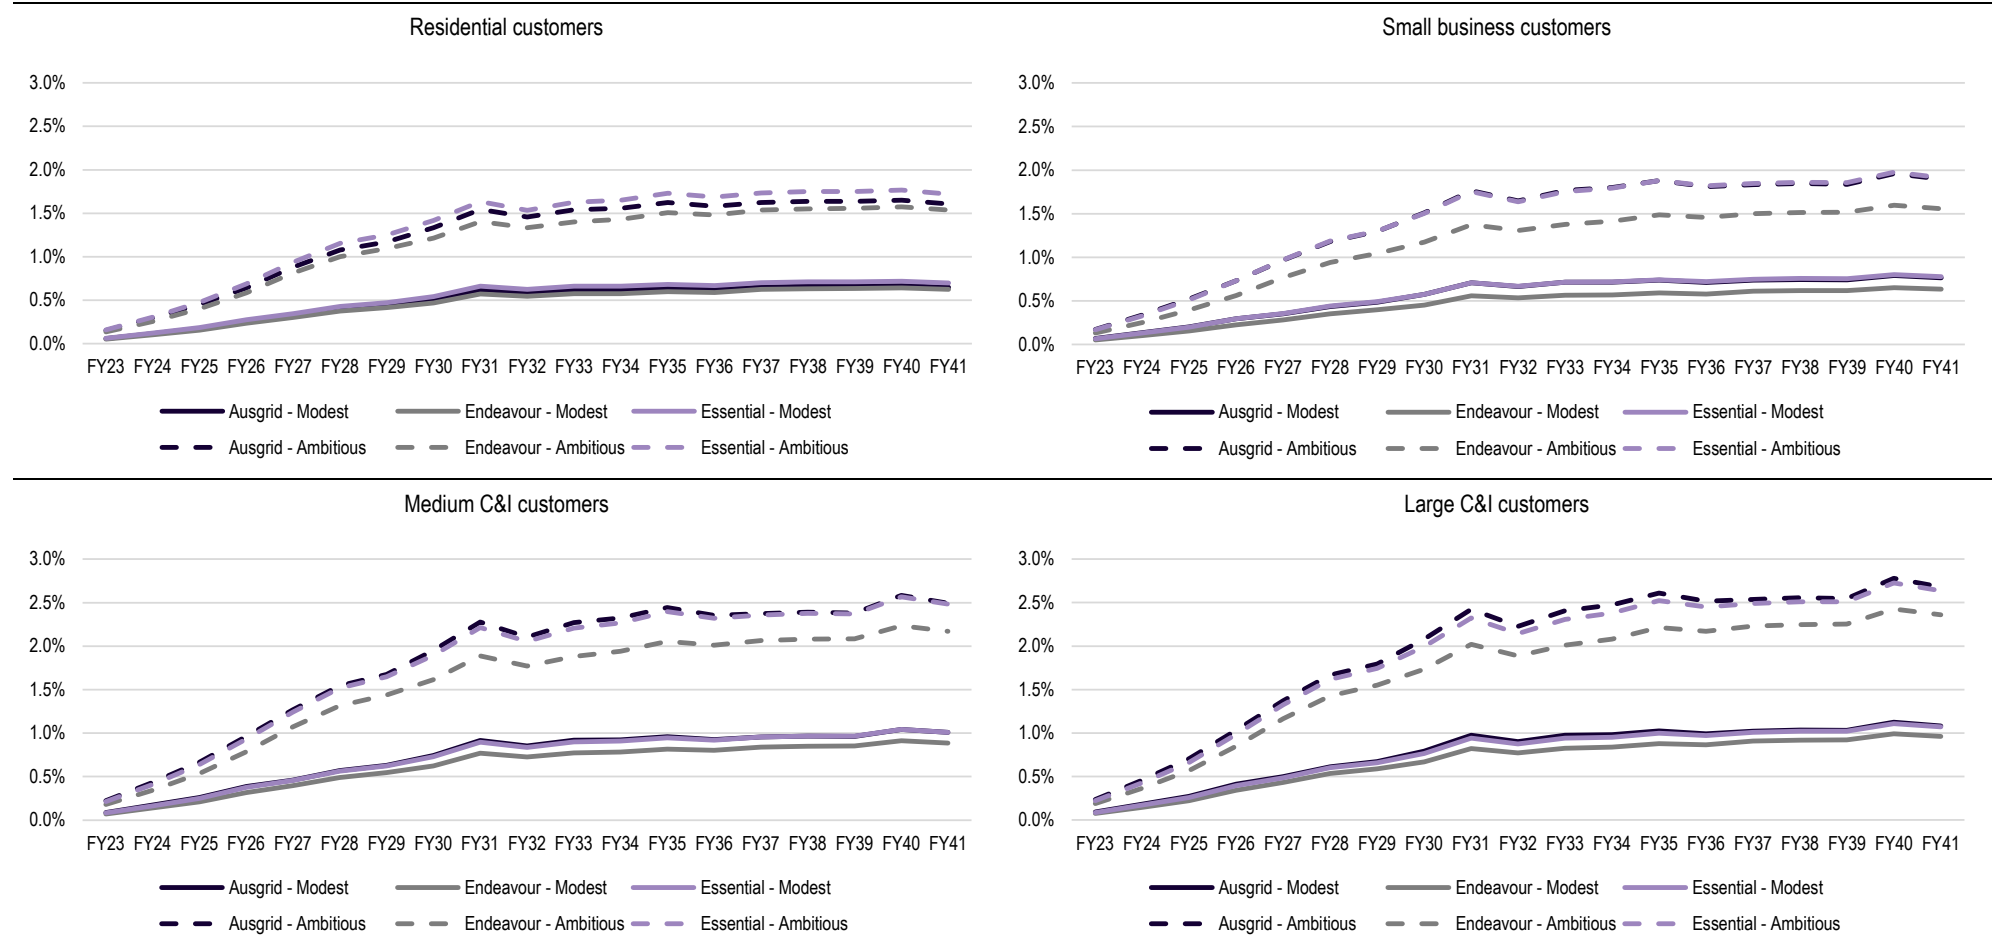 Residential customers
3.0%
2.5%
2.0%
1.5%
1.0%
0.5%
0.0%
FY23 FY24 FY25 FY26 FY27 FY28 FY29 FY30 FY31 FY32 FY33 FY34 FY35 FY36 FY37 FY38 FY39 FY40 FY41
Ausgrid - Modest Endeavour - Modest Essential - Modest
Ausgrid - Ambitious Endeavour - Ambitious Essential - Ambitious
Small business customers
3.0%
2.5%
2.0%
1.5%
1.0%
0.5%
0.0%
FY23 FY24 FY25 FY26 FY27 FY28 FY29 FY30 FY31 FY32 FY33 FY34 FY35 FY36 FY37 FY38 FY39 FY40 FY41
Ausgrid - Modest Endeavour - Modest Essential - Modest
Ausgrid - Ambitious Endeavour - Ambitious Essential - Ambitious
Medium C&I customers
3.0%
2.5%
2.0%
1.5%
1.0%
0.5%
0.0%
FY23 FY24 FY25 FY26 FY27 FY28 FY29 FY30 FY31 FY32 FY33 FY34 FY35 FY36 FY37 FY38 FY39 FY40 FY41
Ausgrid - Modest Endeavour - Modest Essential - Modest
Ausgrid - Ambitious Endeavour - Ambitious Essential - Ambitious
Large C&I customers
3.0%
2.5%
2.0%
1.5%
1.0%
0.5%
0.0%
FY23 FY24 FY25 FY26 FY27 FY28 FY29 FY30 FY31 FY32 FY33 FY34 FY35 FY36 FY37 FY38 FY39 FY40 FY41
Ausgrid - Modest Endeavour - Modest Essential - Modest
Ausgrid - Ambitious Endeavour - Ambitious Essential - Ambitious